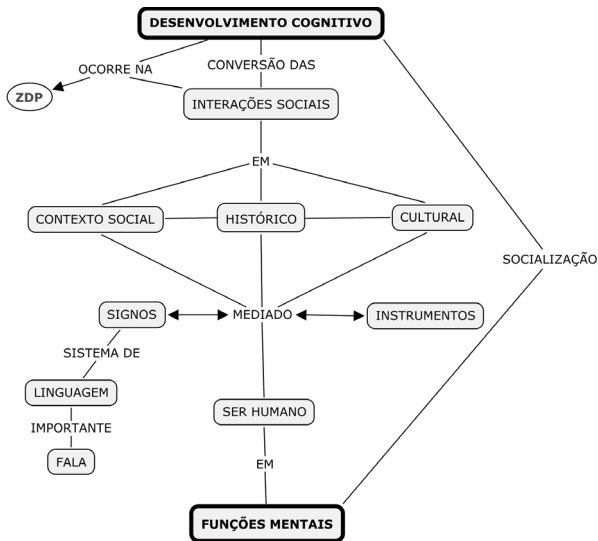 DESENVOLVIMENTO COGNITIVO
OCORRE NA
CONVERSÃO DAS
ZDP
INTERAÇÕES SOCIAIS
EM
CONTEXTO SOCIAL
HISTÓRICO
CULTURAL
SOCIALIZAÇÃO
SIGNOS
MEDIADO
INSTRUMENTOS
SISTEMA DE
LINGUAGEM
SER HUMANO
IMPORTANTE
FALA
EM
FUNÇÕES MENTAIS